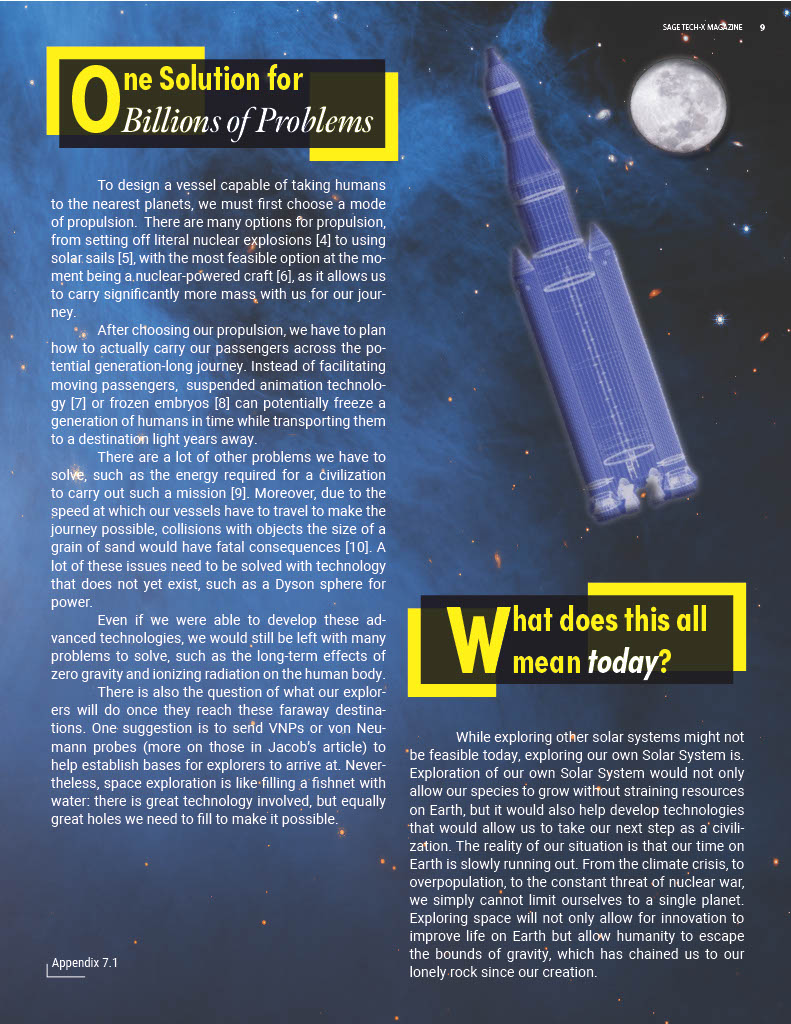 SAGE TECH-X MAGAZINE 9
One Solution for
Billions of Problems
To design a vessel capable of taking humans
to the nearest planets, we must first choose a mode
of propulsion.  There are many options for propulsion,
from setting off literal nuclear explosions [4] to using
solar sails [5], with the most feasible option at the mo-
ment being a nuclear-powered craft [6], as it allows us
to carry significantly more mass with us for our jour-
ney.
After choosing our propulsion, we have to plan
how to actually carry our passengers across the po-
tential generation-long journey. Instead of facilitating
moving passengers,  suspended animation technolo-
gy [7] or frozen embryos [8] can potentially freeze a
generation of humans in time while transporting them
to a destination light years away.
There are a lot of other problems we have to
solve, such as the energy required for a civilization
to carry out such a mission [9]. Moreover, due to the
speed at which our vessels have to travel to make the
journey possible, collisions with objects the size of a
grain of sand would have fatal consequences [10]. A
lot of these issues need to be solved with technology
that does not yet exist, such as a Dyson sphere for
power.
Even if we were able to develop these ad-
vanced technologies, we would still be left with many
problems to solve, such as the long-term effects of
zero gravity and ionizing radiation on the human body.
There is also the question of what our explor-
ers will do once they reach these faraway destina-
tions. One suggestion is to send VNPs or von Neu-
mann probes (more on those in Jacob's article) to
help establish bases for explorers to arrive at. Never-
theless, space exploration is like filling a fishnet with
water: there is great technology involved, but equally
great holes we need to fill to make it possible.
Appendix 7.1
What does this all
mean today?
While exploring other solar systems might not
be feasible today, exploring our own Solar System is.
Exploration of our own Solar System would not only
allow our species to grow without straining resources
on Earth, but it would also help develop technologies
that would allow us to take our next step as a civili-
zation. The reality of our situation is that our time on
Earth is slowly running out. From the climate crisis, to
overpopulation, to the constant threat of nuclear war,
we simply cannot limit ourselves to a single planet.
Exploring space will not only allow for innovation to
improve life on Earth but allow humanity to escape
the bounds of gravity, which has chained us to our
lonely rock since our creation.